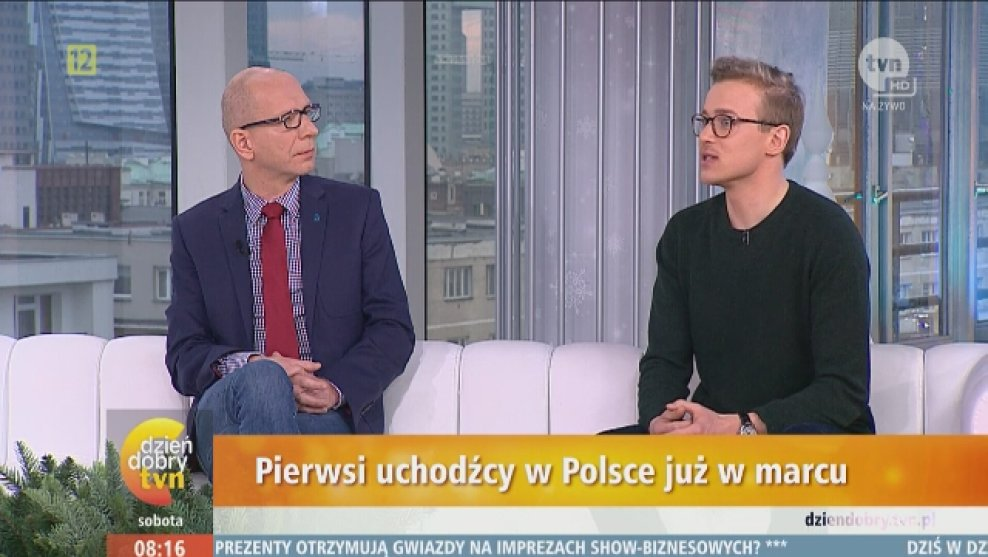 12
tvn
HD
NA ŻYWO
dzień
dobry
tvn
Pierwsi uchodźcy w Polsce już w marcu
sobota
dziendobry.tvn.pl
08:16
PREZENTY OTRZYMUJĄ GWIAZDY NA IMPREZACH SHOW-BIZNESOWYCH? *** DZIŚ W DZ